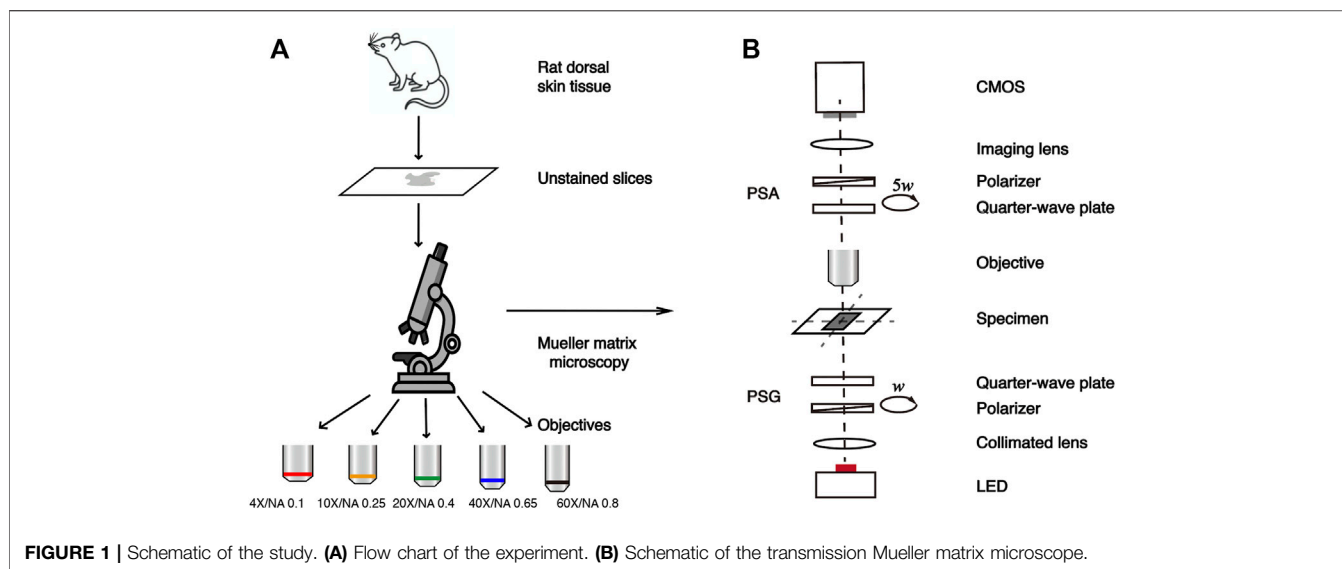 A
Rat dorsal
skin tissue
Unstained slices
Mueller matrix
microscopy
Objectives
4X/NA 0.1 10X/NA 0.25 20X/NA 0.4 40X/NA 0.65 60X/NA 0.8
B
CMOS
Imaging lens
Polarizer
PSA 5w
Quarter-wave plate
Objective
Specimen
Quarter-wave plate
PSG w
Polarizer
Collimated lens
LED
FIGURE 1 | Schematic of the study. (A) Flow chart of the experiment. (B) Schematic of the transmission Mueller matrix microscope.